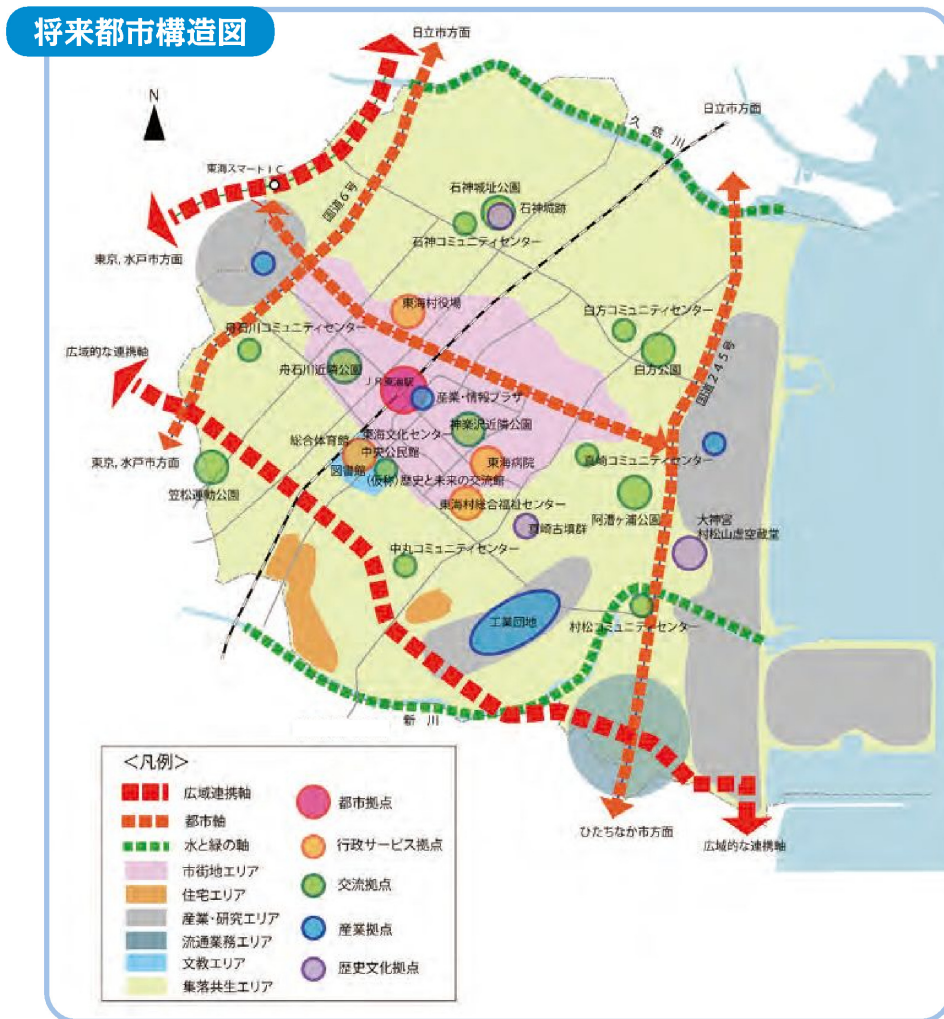 将来都市構造図
日立市方面
N
日立市方面
久慈川
東海スマートIC
国道6号
石神城址公園
石神城跡
石神コミュニティセンター
東京,水戸市方面
東海村役場
白方コミュニティセンター
舟石川コミュニティセンター
広域的な連携軸
国道245号
舟石川近隣公園
白方公園
JR東海駅
産業・情報プラザ
神楽沢近隣公園
東海文化センター
総合体育館
中央公民館
東京,水戸市方面
図書館
東海病院
真崎コミュニティセンター
(仮称)歴史と未来の交流館
笠松運動公園
東海村総合福祉センター
阿漕ヶ浦公園
大神宮
村松山虚空蔵堂
真崎古墳群
中丸コミュニティセンター
工業団地
村松コミュニティセンター
新川
ひたちなか市方面
広域的な連携軸
<凡例>
広域連携軸
都市軸
水と緑の軸
市街地エリア
住宅エリア
産業・研究エリア
流通業務エリア
文教エリア
集落共生エリア
都市拠点
行政サービス拠点
交流拠点
産業拠点
歴史文化拠点